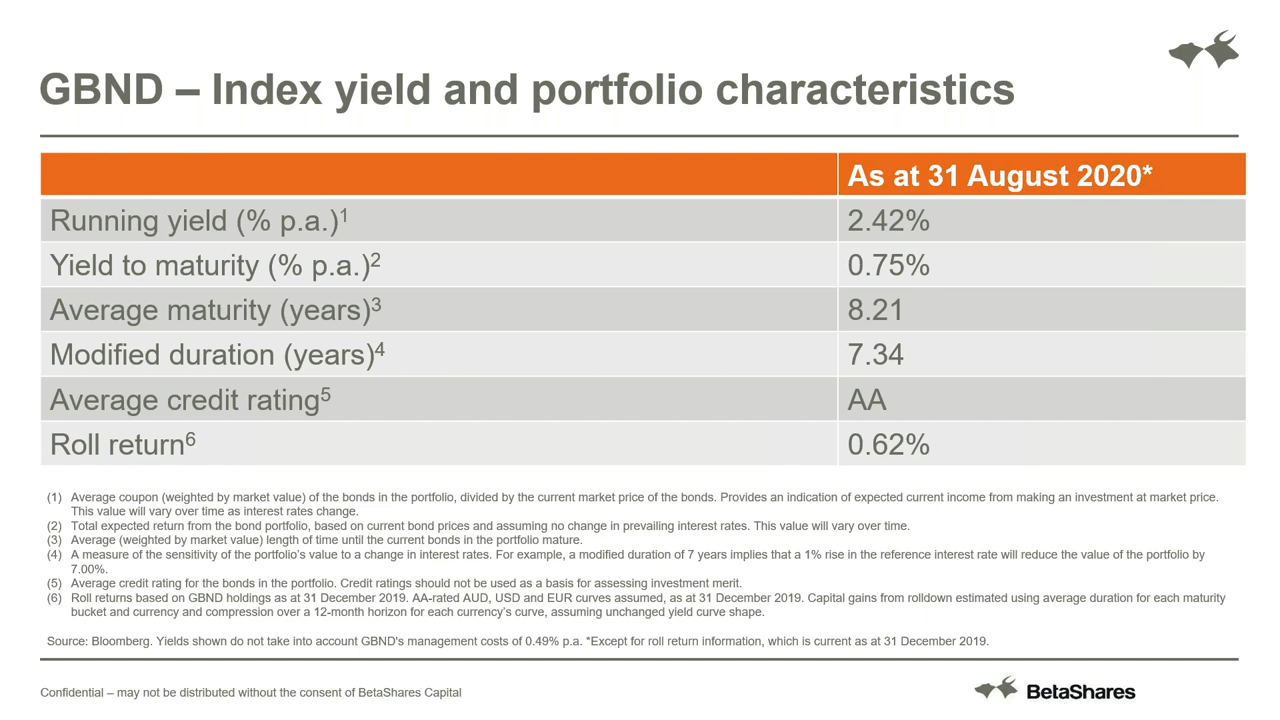 GBND – Index yield and portfolio characteristics
As at 31 August 2020*
Running yield (% p.a.)1 2.42%
Yield to maturity (% p.a.)2 0.75%
Average maturity (years)3 8.21
Modified duration (years)4 7.34
Average credit rating5 AA
Roll return6 0.62%
(1) Average coupon (weighted by market value) of the bonds in the portfolio, divided by the current market price of the bonds. Provides an indication of expected current income from making an investment at market price.
This value will vary over time as interest rates change.
(2) Total expected return from the bond portfolio, based on current bond prices and assuming no change in prevailing interest rates. This value will vary over time.
(3) Average (weighted by market value) length of time until the current bonds in the portfolio mature.
(4) A measure of the sensitivity of the portfolio's value to a change in interest rates. For example, a modified duration of 7 years implies that a 1% rise in the reference interest rate will reduce the value of the portfolio by
7.00%.
(5) Average credit rating for the bonds in the portfolio. Credit ratings should not be used as a basis for assessing investment merit.
(6) Roll returns based on GBND holdings as at 31 December 2019. AA-rated AUD, USD and EUR curves assumed, as at 31 December 2019. Capital gains from rolldown estimated using average duration for each maturity
bucket and currency and compression over a 12-month horizon for each currency's curve, assuming unchanged yield curve shape.
Source: Bloomberg. Yields shown do not take into account GBND's management costs of 0.49% p.a. *Except for roll return information, which is current as at 31 December 2019.
Confidential – may not be distributed without the consent of BetaShares Capital
BetaShares